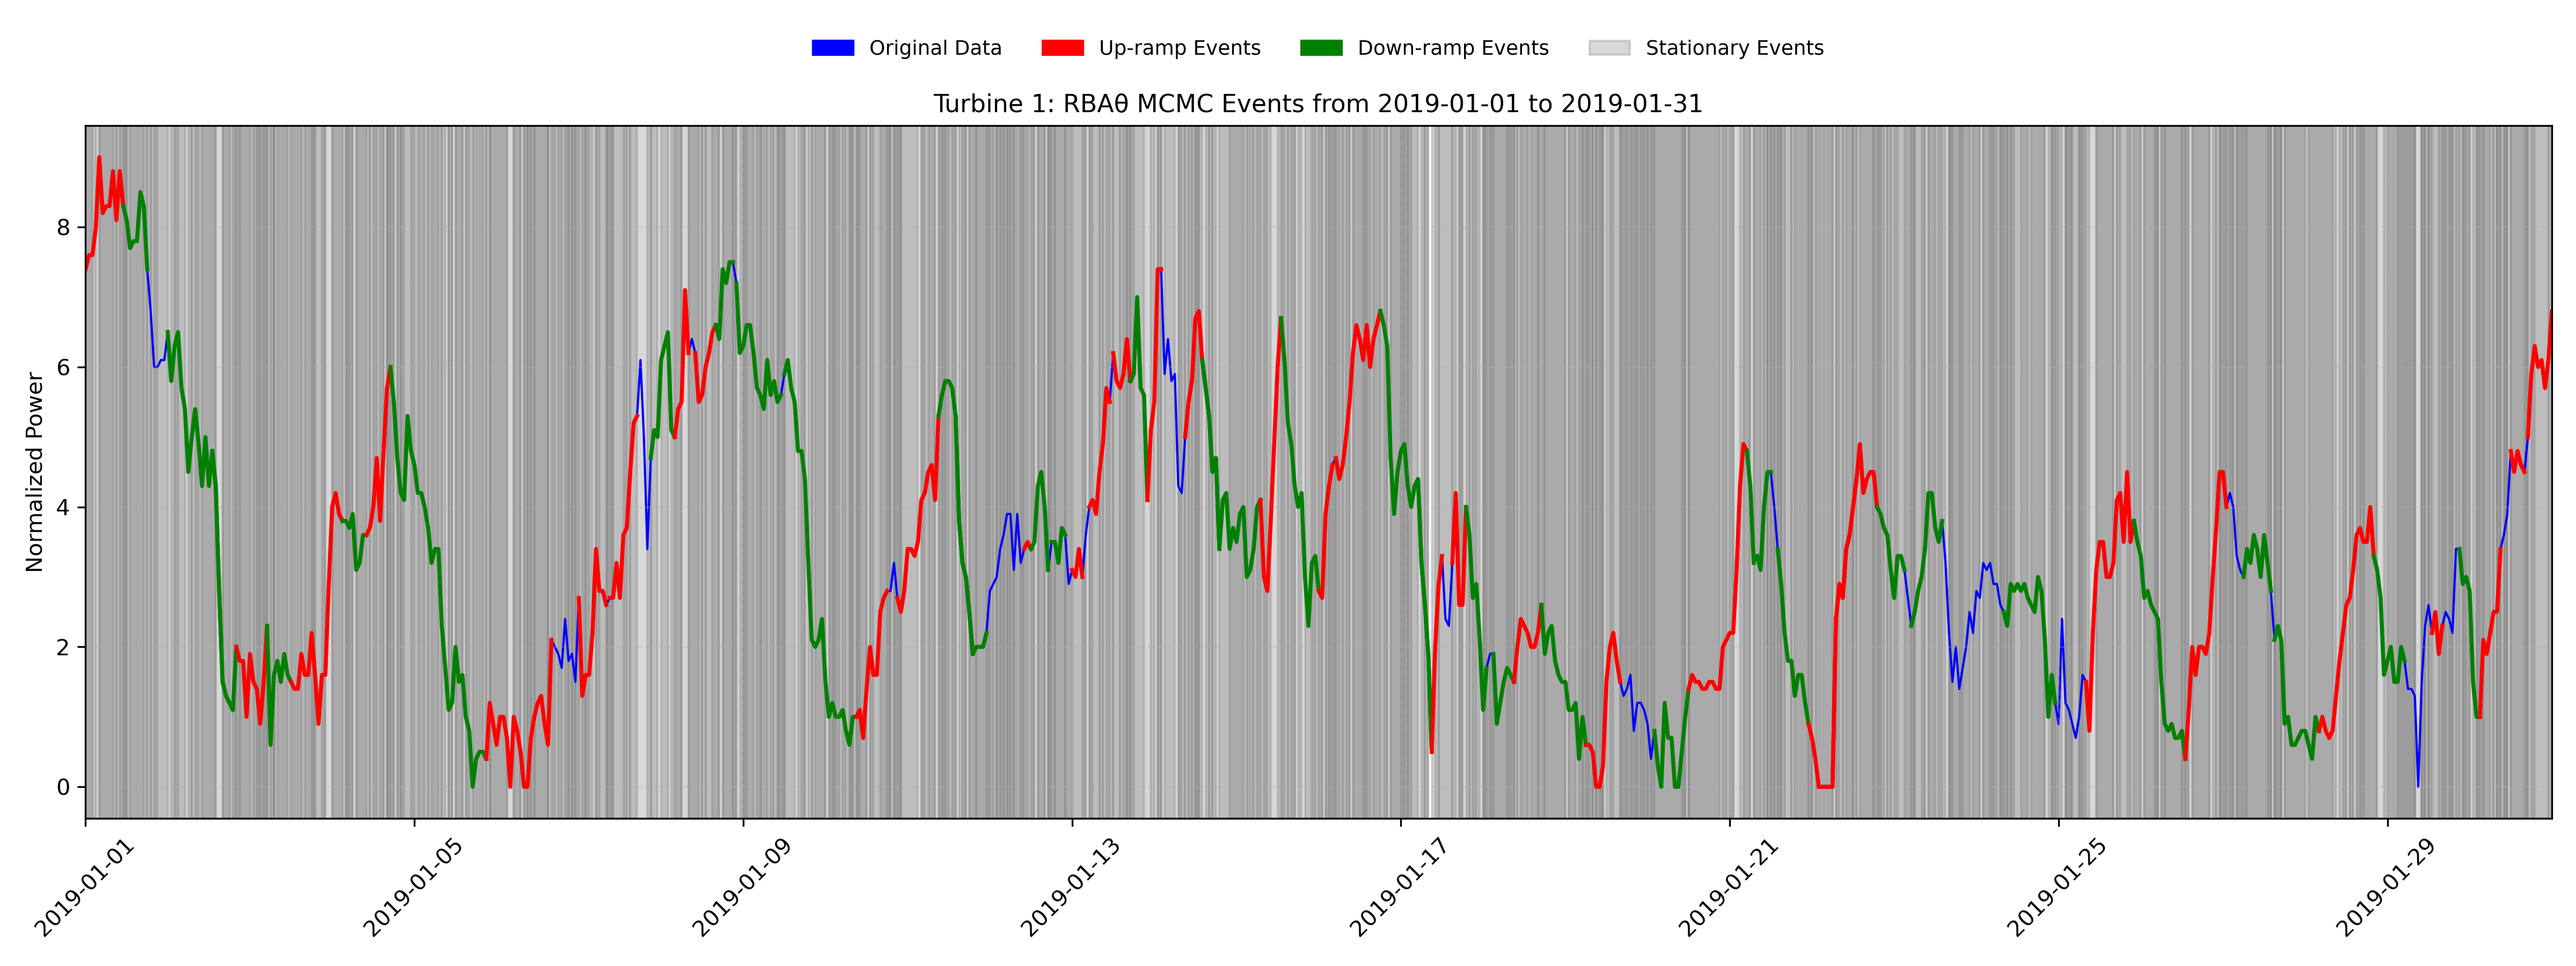 Original Data
Up-ramp Events
Down-ramp Events
Stationary Events
Turbine 1: RBAθ MCMC Events from 2019-01-01 to 2019-01-31
Normalized Power
8
6
4
2
0
2019-01-01
2019-01-05
2019-01-09
2019-01-13
2019-01-17
2019-01-21
2019-01-25
2019-01-29